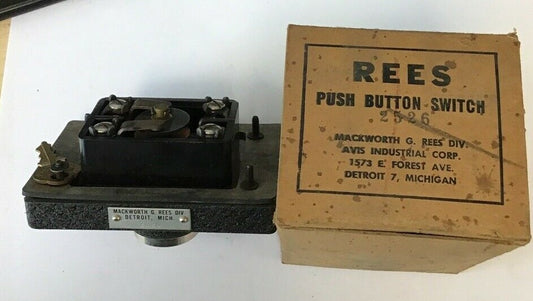 REES
PUSH BUTTON SWITCH
2526
MACKWORTH G. REES DIV.
AVIS INDUSTRIAL CORP.
1573 E. FOREST AVE.
DETROIT 7, MICHIGAN
MACKWORTH G. REES DIV.
DETROIT, MICH.